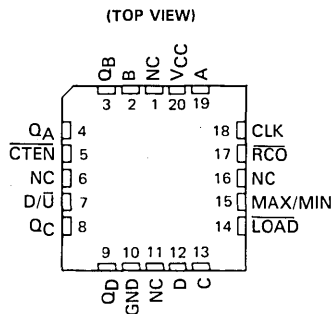 (TOP VIEW)
QB B NC VCC A
3 2 1 20 19
QA 4 18 CLK
CTEN 5 17 RCO
NC 6 16 NC
D/U 7 15 MAX/MIN
QC 8 14 LOAD
9 10 11 12 13
QD GND NC D C